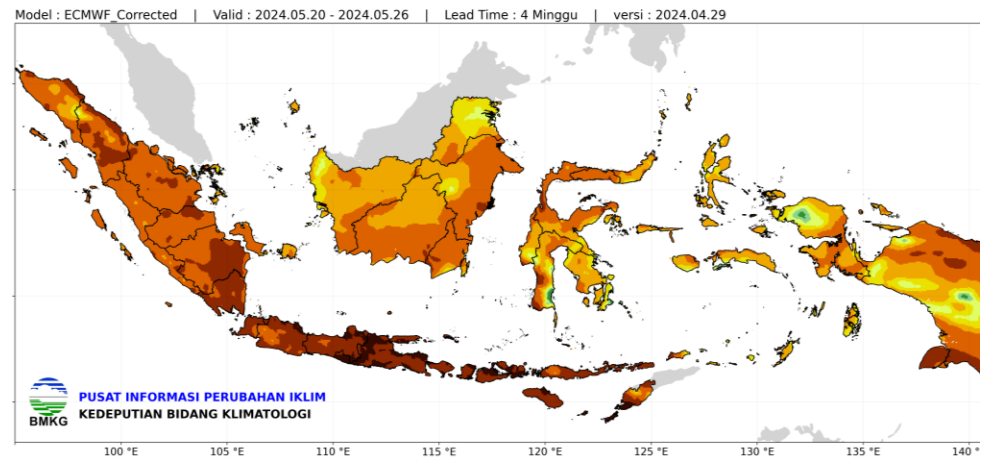 Model : ECMWF_Corrected | Valid : 2024.05.20 - 2024.05.26 | Lead Time : 4 Minggu | versi : 2024.04.29
PUSAT INFORMASI PERUBAHAN IKLIM
KEDEPUTIAN BIDANG KLIMATOLOGI
BMKG
100 °E 105 °E 110 °E 115 °E 120 °E 125 °E 130 °E 135 °E 140 °E